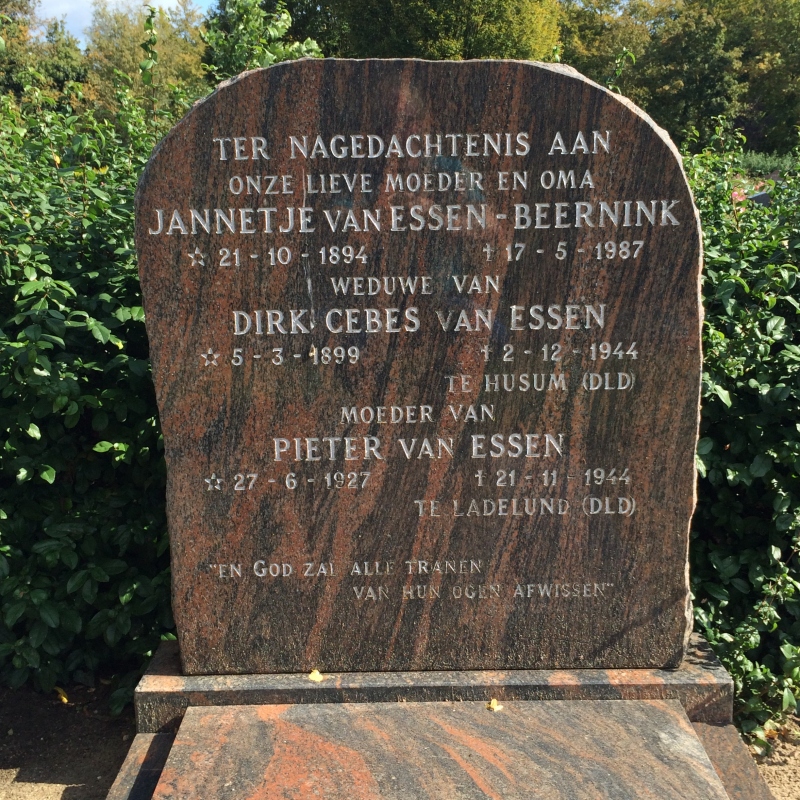 TER NAGEDACHTENIS AAN
ONZE LIEVE MOEDER EN OMA
JANNETJE VAN ESSEN-BEERNINK
☆ 21-10-1894 † 17-5-1987
WEDUWE VAN
DIRK CEBES VAN ESSEN
☆ 5-3-1899 † 2-12-1944
TE HUSUM (DLD)
MOEDER VAN
PIETER VAN ESSEN
☆ 27-6-1927 † 21-11-1944
TE LADELUND (DLD)
"EN GOD ZAL ALLE TRANEN
VAN HUN OGEN AFWISSEN"